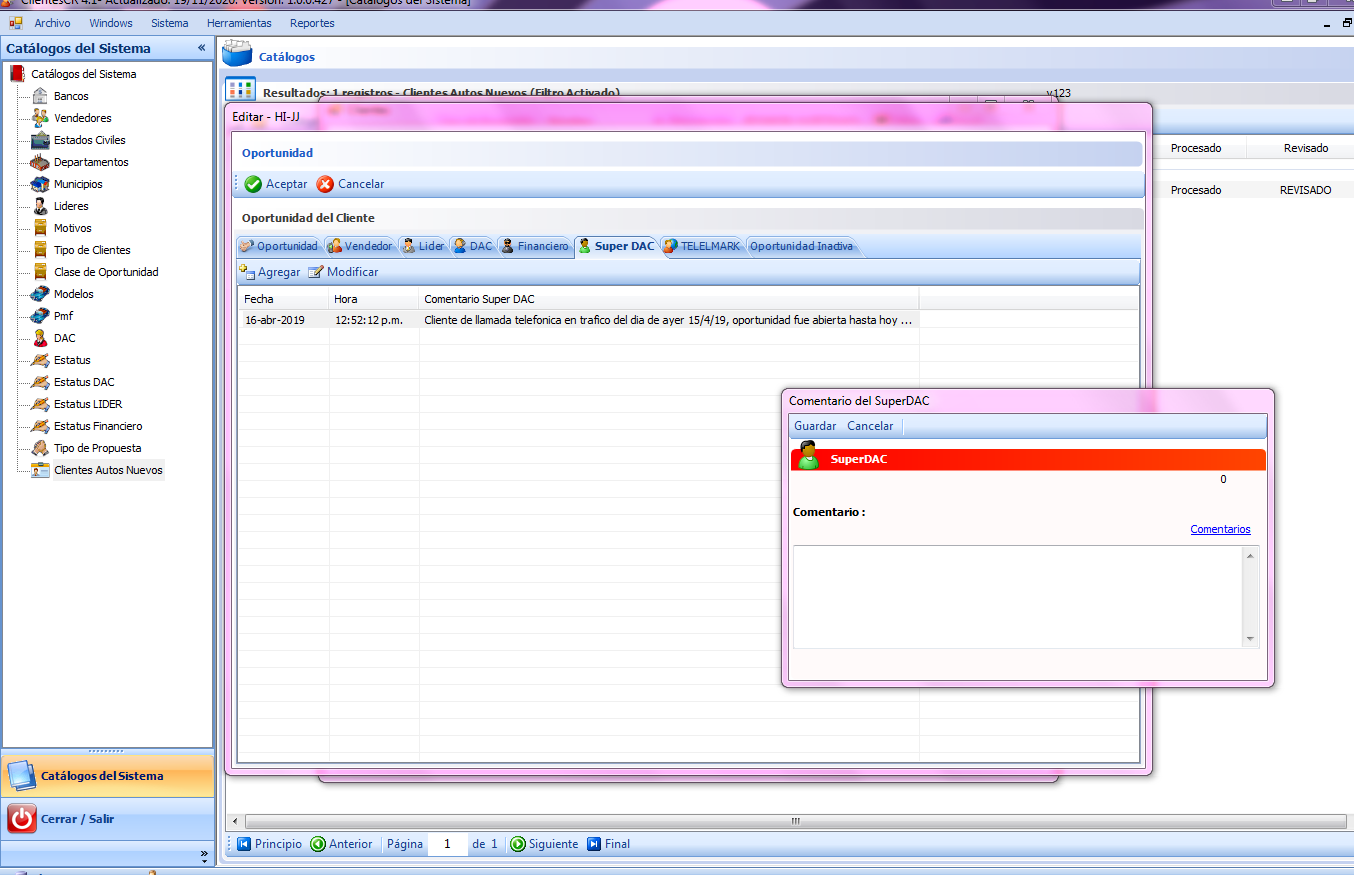 ClientesCR 4.1- Actualizado: 19/11/2020. Version: 1.0.0.427 - [Catálogos del Sistema]
Archivo Windows Sistema Herramientas Reportes
Catálogos del Sistema «
Catálogos del Sistema
Bancos
Vendedores
Estados Civiles
Departamentos
Municipios
Lideres
Motivos
Tipo de Clientes
Clase de Oportunidad
Modelos
Pmf
DAC
Estatus
Estatus DAC
Estatus LIDER
Estatus Financiero
Tipo de Propuesta
Clientes Autos Nuevos
Catálogos del Sistema
Cerrar / Salir
»
Catálogos
Resultados: 1 registros - Clientes Autos Nuevos (Filtro Activado) v123
Procesado Revisado
Procesado REVISADO
Editar - HI-JJ
Oportunidad
Aceptar Cancelar
Oportunidad del Cliente
Oportunidad Vendedor Lider DAC Financiero Super DAC TELELMARK Oportunidad Inactiva
Agregar Modificar
Fecha Hora Comentario Super DAC
16-abr-2019 12:52:12 p.m. Cliente de llamada telefonica en trafico del dia de ayer 15/4/19, oportunidad fue abierta hasta hoy ...
Comentario del SuperDAC
Guardar Cancelar
SuperDAC
0
Comentario :
Comentarios
Principio Anterior Página 1 de 1 Siguiente Final